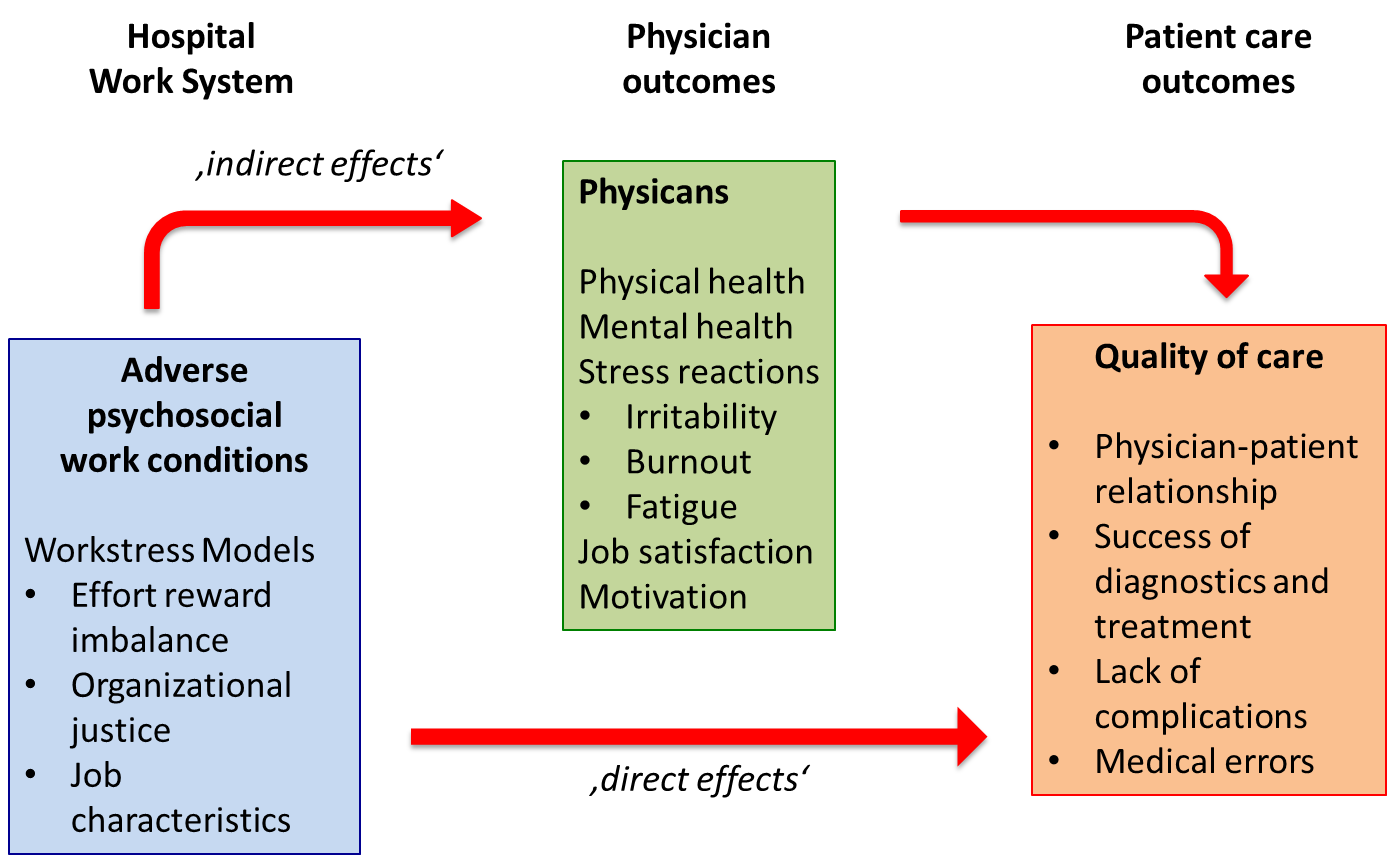 Hospital
Work System
Physician
outcomes
Patient care
outcomes
‚indirect effects‘
Adverse
psychosocial
work conditions
Workstress Models
• Effort reward
imbalance
• Organizational
justice
• Job
characteristics
Physicans
Physical health
Mental health
Stress reactions
• Irritability
• Burnout
• Fatigue
Job satisfaction
Motivation
Quality of care
• Physician-patient
relationship
• Success of
diagnostics and
treatment
• Lack of
complications
• Medical errors
‚direct effects‘